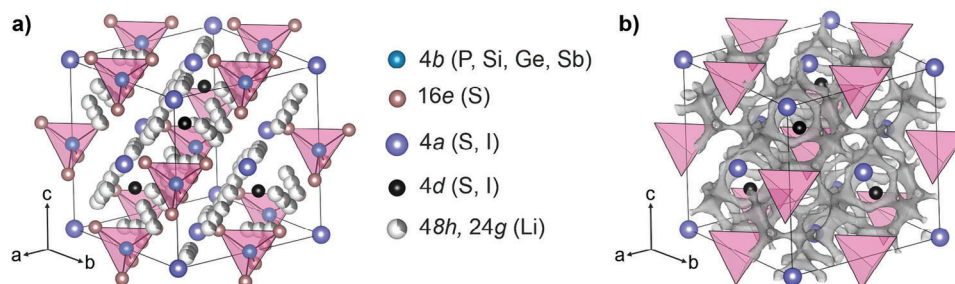 a)
c
a
b
4b (P, Si, Ge, Sb)
16e (S)
4a (S, I)
4d (S, I)
48h, 24g (Li)
b)
c
a
b